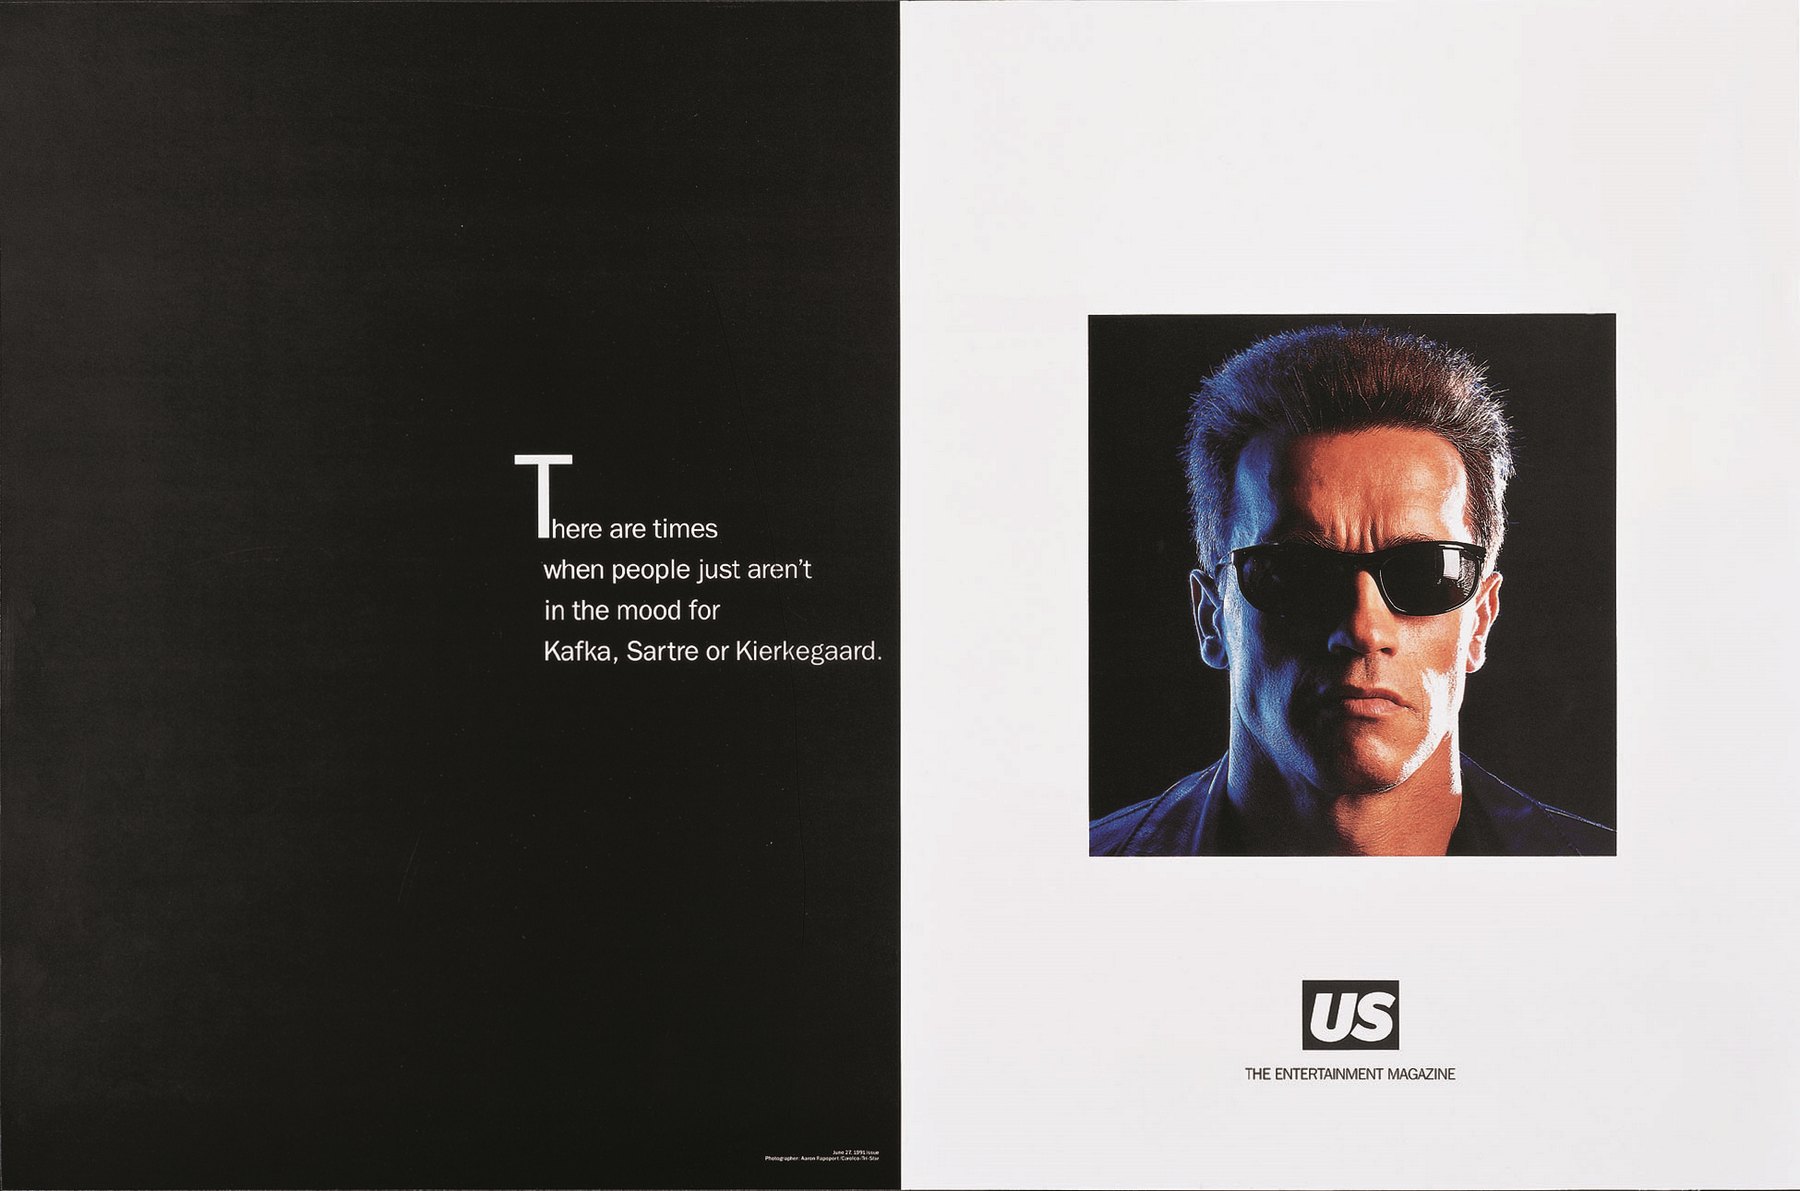 There are times
when people just aren't
in the mood for
Kafka, Sartre or Kierkegaard.
June 27, 1991 Issue
Photographer: Aaron Rapoport/Carolco/Tri-Star
US
THE ENTERTAINMENT MAGAZINE